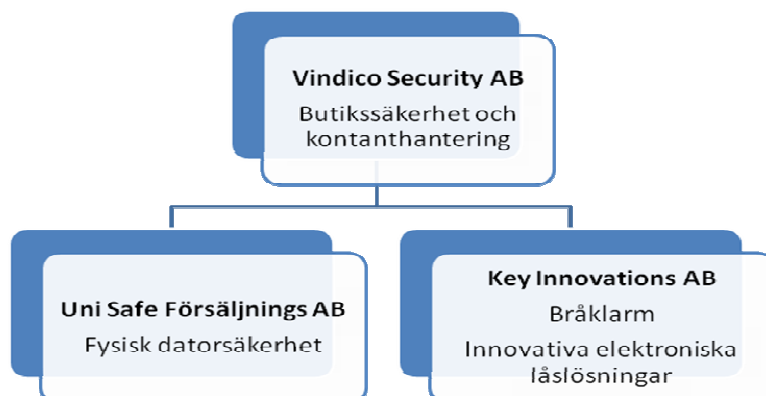 Vindico Security AB
Butikssäkerhet och
kontanthantering
Uni Safe Försäljnings AB
Fysisk datorsäkerhet
Key Innovations AB
Bråklarm
Innovativa elektroniska
låslösningar